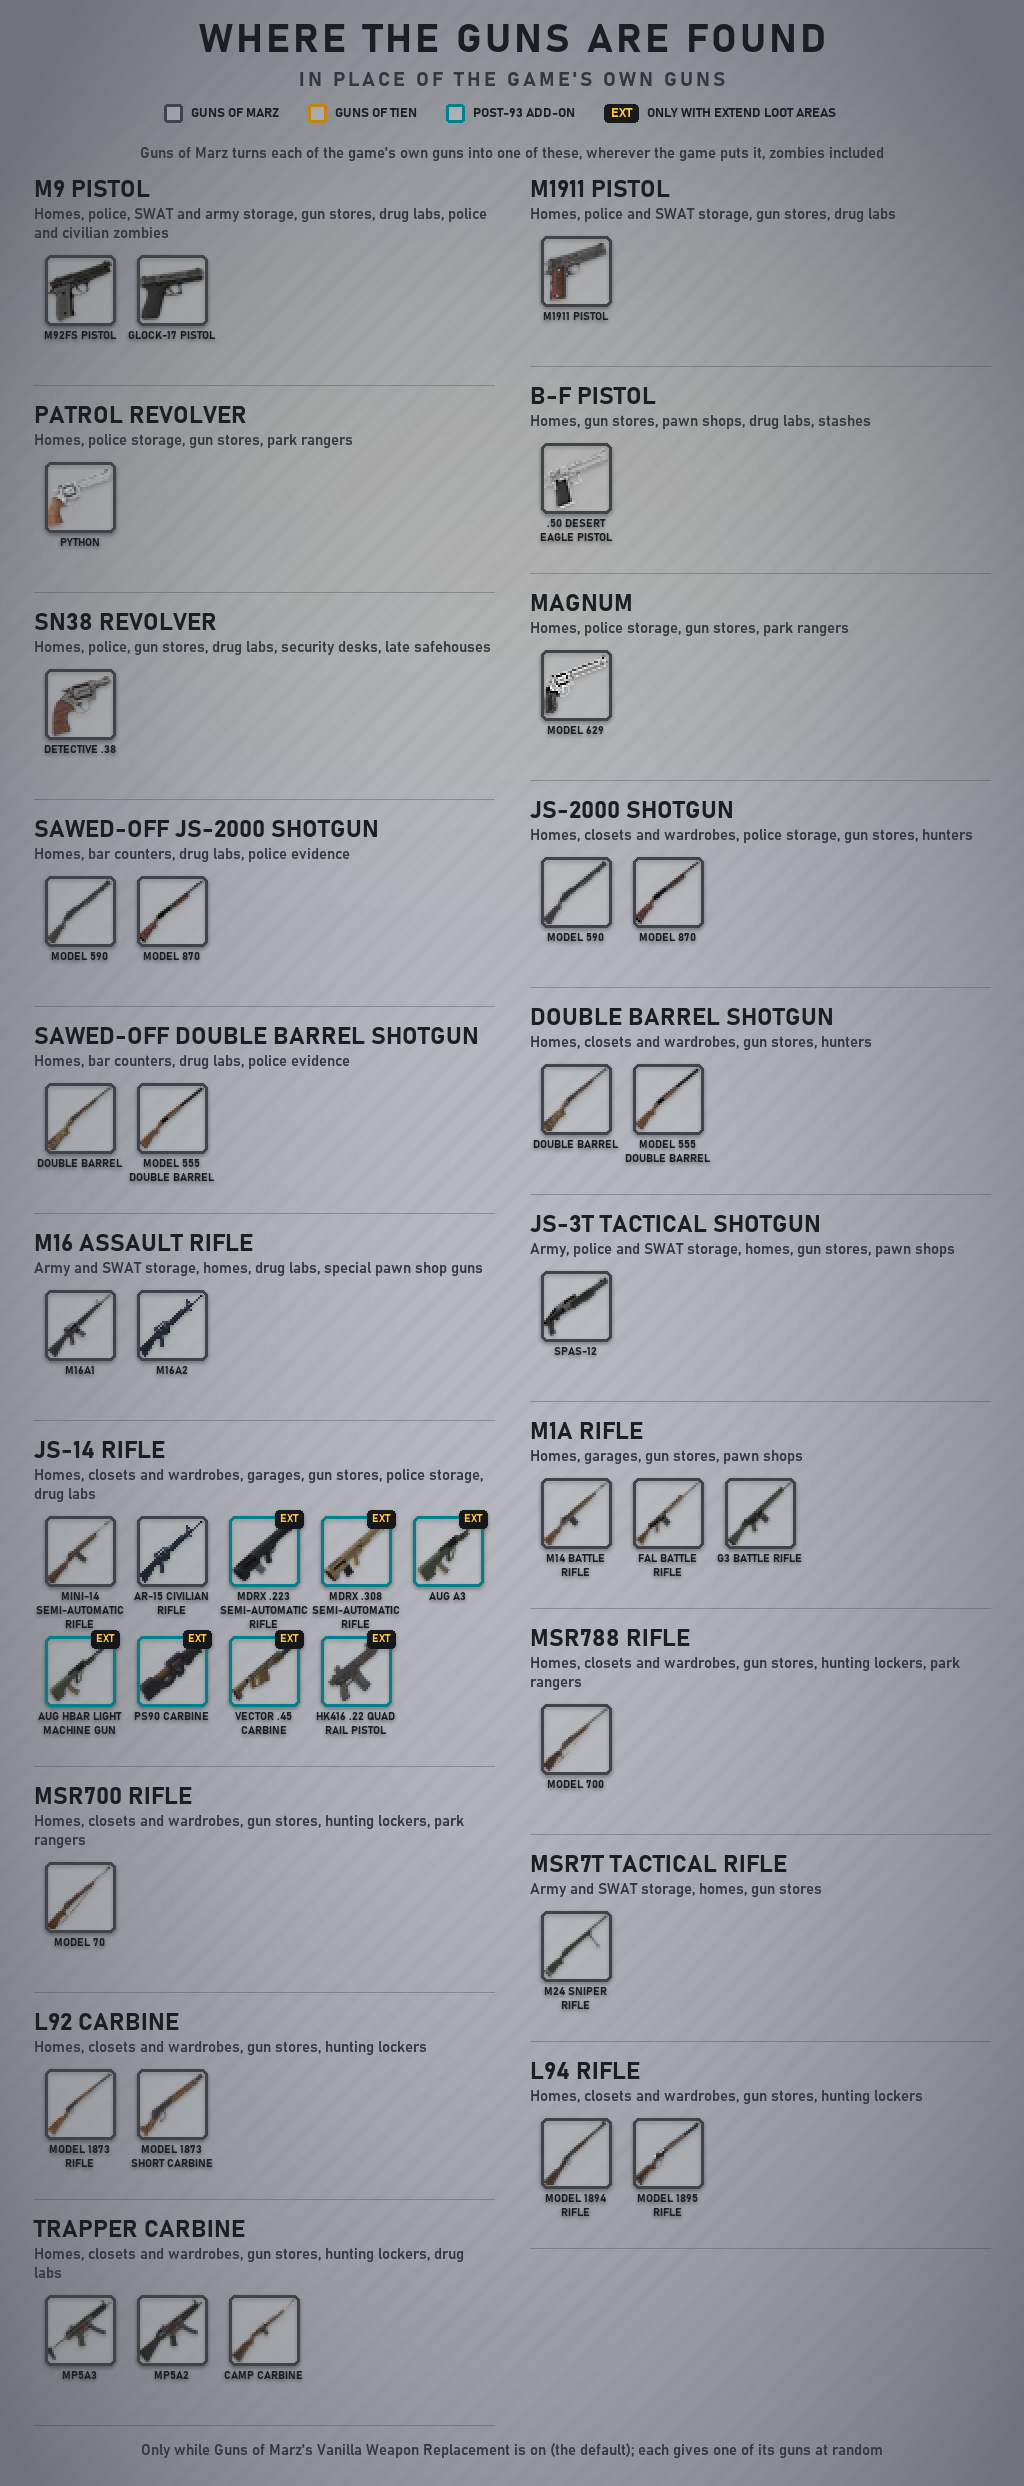 WHERE THE GUNS ARE FOUND
IN PLACE OF THE GAME'S OWN GUNS
GUNS OF MARZ
GUNS OF TIEN
POST-93 ADD-ON
EXT ONLY WITH EXTEND LOOT AREAS
Guns of Marz turns each of the game's own guns into one of these, wherever the game puts it, zombies included
M9 PISTOL
Homes, police, SWAT and army storage, gun stores, drug labs, police
and civilian zombies
M92FS PISTOL
GLOCK-17 PISTOL
PATROL REVOLVER
Homes, police storage, gun stores, park rangers
PYTHON
SN38 REVOLVER
Homes, police, gun stores, drug labs, security desks, late safehouses
DETECTIVE .38
SAWED-OFF JS-2000 SHOTGUN
Homes, bar counters, drug labs, police evidence
MODEL 590
MODEL 870
SAWED-OFF DOUBLE BARREL SHOTGUN
Homes, bar counters, drug labs, police evidence
DOUBLE BARREL
MODEL 555
DOUBLE BARREL
M16 ASSAULT RIFLE
Army and SWAT storage, homes, drug labs, special pawn shop guns
M16A1
M16A2
JS-14 RIFLE
Homes, closets and wardrobes, garages, gun stores, police storage,
drug labs
EXT
EXT
EXT
MINI-14
SEMI-AUTOMATIC
RIFLE
AR-15 CIVILIAN
RIFLE
MDRX .223
SEMI-AUTOMATIC
RIFLE
MDRX .308
SEMI-AUTOMATIC
RIFLE
AUG A3
EXT
EXT
EXT
EXT
AUG HBAR LIGHT
MACHINE GUN
PS90 CARBINE
VECTOR .45
CARBINE
HK416 .22 QUAD
RAIL PISTOL
MSR700 RIFLE
Homes, closets and wardrobes, gun stores, hunting lockers, park
rangers
MODEL 70
L92 CARBINE
Homes, closets and wardrobes, gun stores, hunting lockers
MODEL 1873
RIFLE
MODEL 1873
SHORT CARBINE
TRAPPER CARBINE
Homes, closets and wardrobes, gun stores, hunting lockers, drug
labs
MP5A3
MP5A2
CAMP CARBINE
M1911 PISTOL
Homes, police and SWAT storage, gun stores, drug labs
M1911 PISTOL
B-F PISTOL
Homes, gun stores, pawn shops, drug labs, stashes
.50 DESERT
EAGLE PISTOL
MAGNUM
Homes, police storage, gun stores, park rangers
MODEL 629
JS-2000 SHOTGUN
Homes, closets and wardrobes, police storage, gun stores, hunters
MODEL 590
MODEL 870
DOUBLE BARREL SHOTGUN
Homes, closets and wardrobes, gun stores, hunters
DOUBLE BARREL
MODEL 555
DOUBLE BARREL
JS-3T TACTICAL SHOTGUN
Army, police and SWAT storage, homes, gun stores, pawn shops
SPAS-12
M1A RIFLE
Homes, garages, gun stores, pawn shops
M14 BATTLE
RIFLE
FAL BATTLE
RIFLE
G3 BATTLE RIFLE
MSR788 RIFLE
Homes, closets and wardrobes, gun stores, hunting lockers, park
rangers
MODEL 700
MSR7T TACTICAL RIFLE
Army and SWAT storage, homes, gun stores
M24 SNIPER
RIFLE
L94 RIFLE
Homes, closets and wardrobes, gun stores, hunting lockers
MODEL 1894
RIFLE
MODEL 1895
RIFLE
Only while Guns of Marz's Vanilla Weapon Replacement is on (the default); each gives one of its guns at random